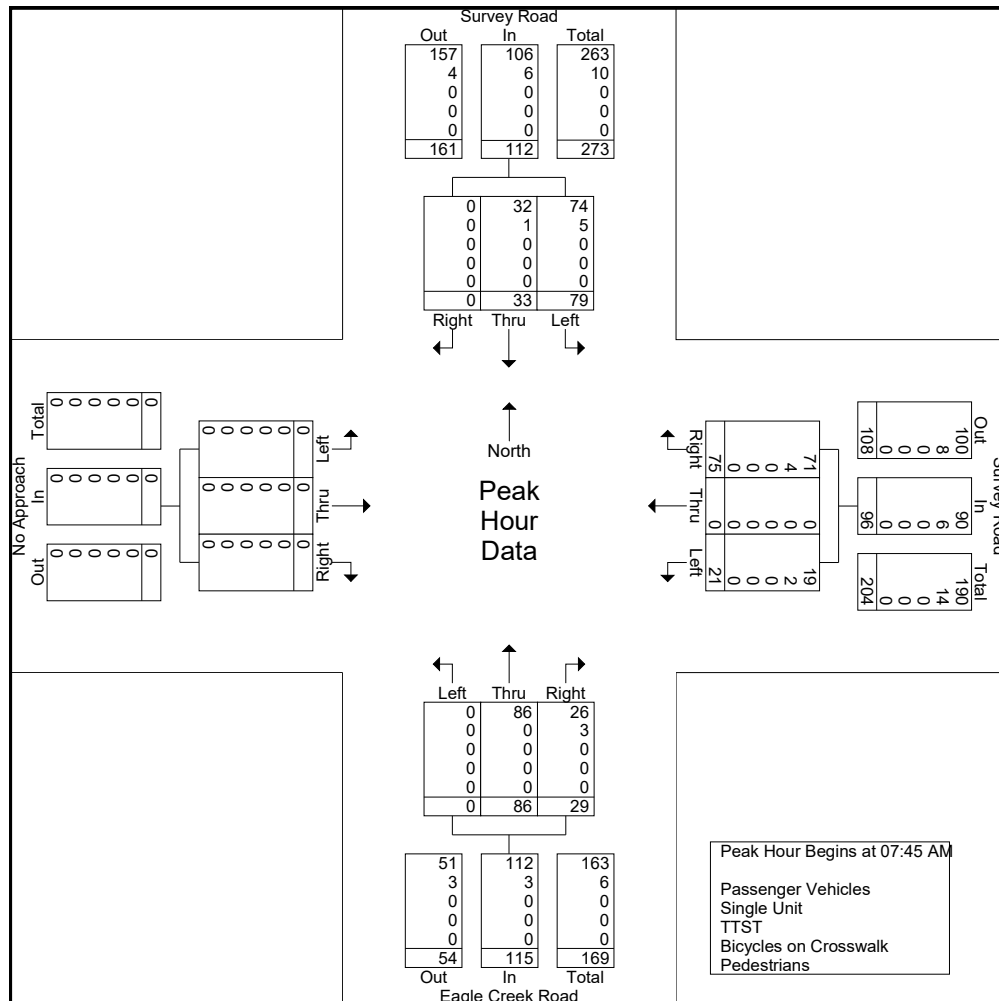 Survey Road
Out In Total
157 106 263
4 6 10
0 0 0
0 0 0
0 0 0
161 112 273
0 32 74
0 1 5
0 0 0
0 0 0
0 0 0
0 33 79
Right Thru Left
No Approach
Total In Out
0 0 0
0 0 0
0 0 0
0 0 0
0 0 0
0 0 0
Left Thru Right
0 0 0
0 0 0
0 0 0
0 0 0
0 0 0
0 0 0
North
Peak
Hour
Data
Right Thru Left
71 0 19
4 0 2
0 0 0
0 0 0
0 0 0
75 0 21
Survey Road
Out In Total
100 90 190
8 6 14
0 0 0
0 0 0
0 0 0
108 96 204
Left Thru Right
0 86 26
0 0 3
0 0 0
0 0 0
0 0 0
0 86 29
51 112 163
3 3 6
0 0 0
0 0 0
0 0 0
54 115 169
Out In Total
Eagle Creek Road
Peak Hour Begins at 07:45 AM
Passenger Vehicles
Single Unit
TTST
Bicycles on Crosswalk
Pedestrians